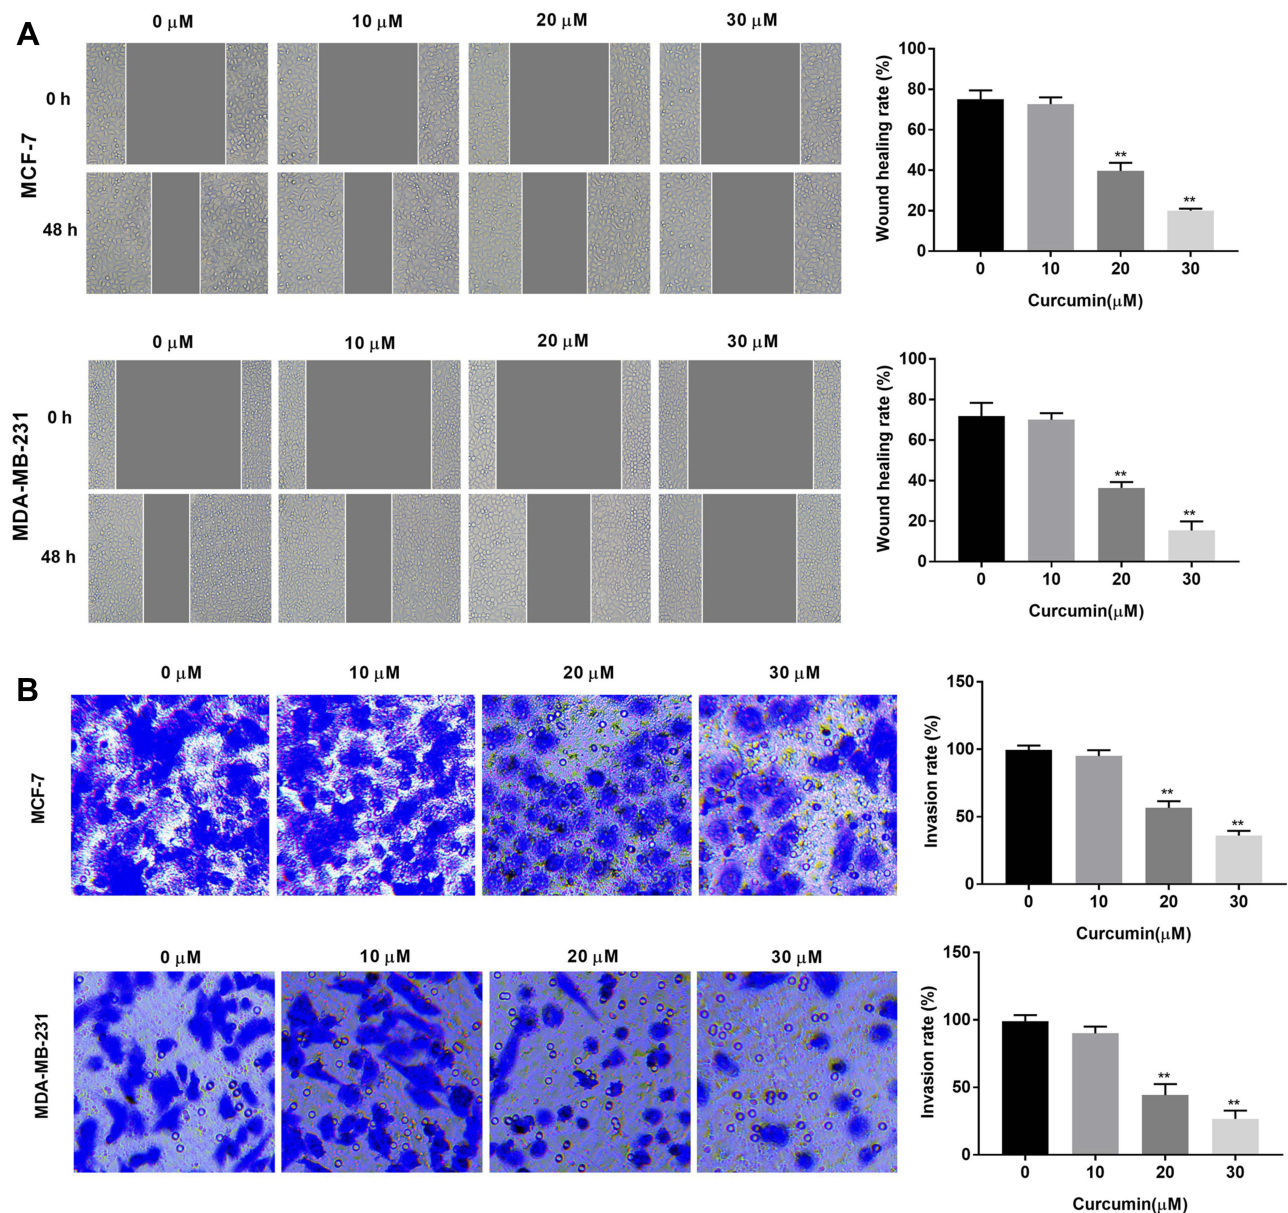 A
0 μM 10 μM 20 μM 30 μM
0 h
MCF-7
48 h
100
80
60
40
20
0
Wound healing rate (%)
**
**
0 10 20 30
Curcumin(μM)
0 μM 10 μM 20 μM 30 μM
0 h
MDA-MB-231
48 h
100
80
60
40
20
0
Wound healing rate (%)
**
**
0 10 20 30
Curcumin(μM)
B
0 μM 10 μM 20 μM 30 μM
MCF-7
150
100
50
0
Invasion rate (%)
**
**
0 10 20 30
Curcumin(μM)
0 μM 10 μM 20 μM 30 μM
MDA-MB-231
150
100
50
0
Invasion rate (%)
**
**
0 10 20 30
Curcumin(μM)